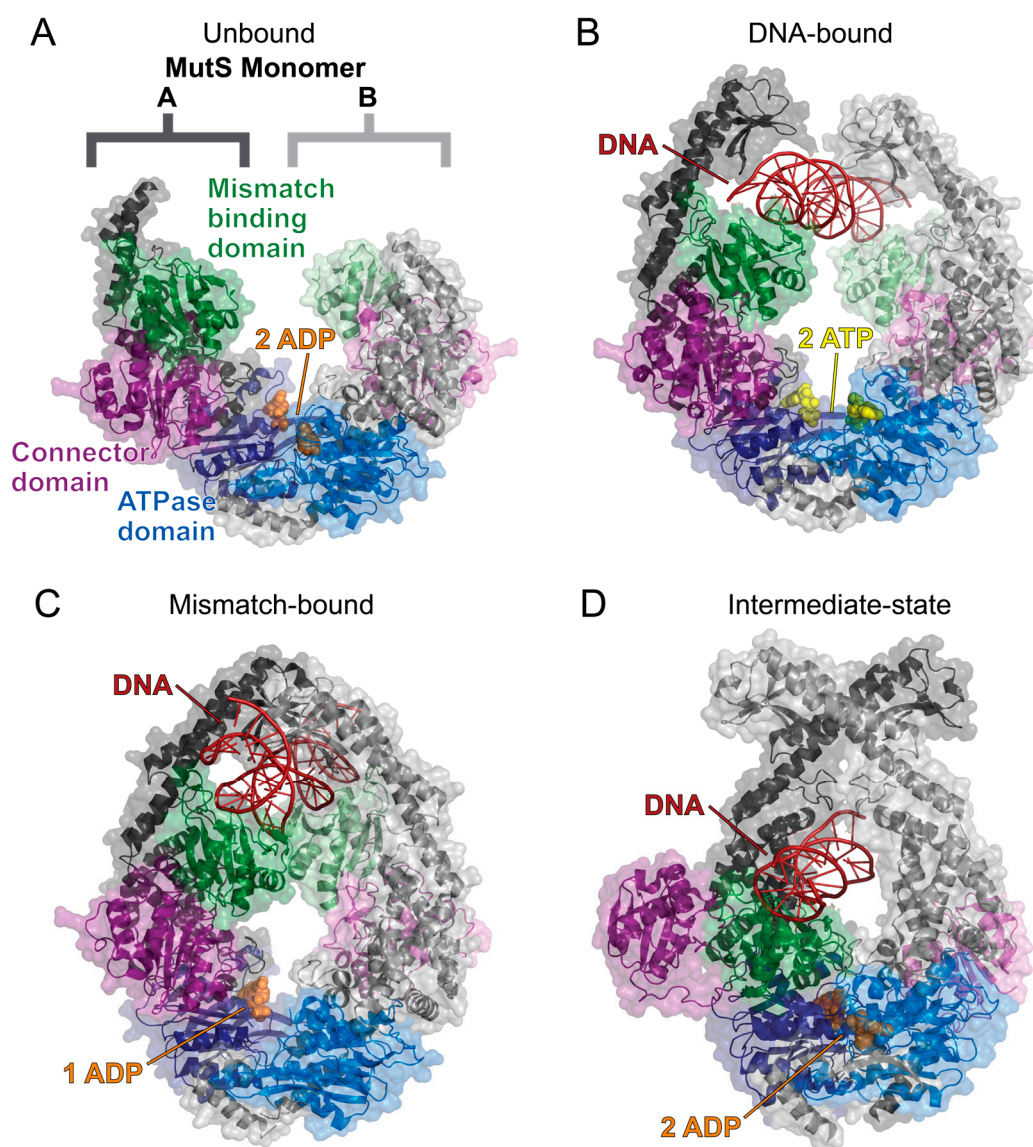 A
Unbound
MutS Monomer
A
B
Mismatch
binding
domain
2 ADP
Connector
domain
ATPase
domain
B
DNA-bound
DNA
2 ATP
C
Mismatch-bound
DNA
1 ADP
D
Intermediate-state
DNA
2 ADP